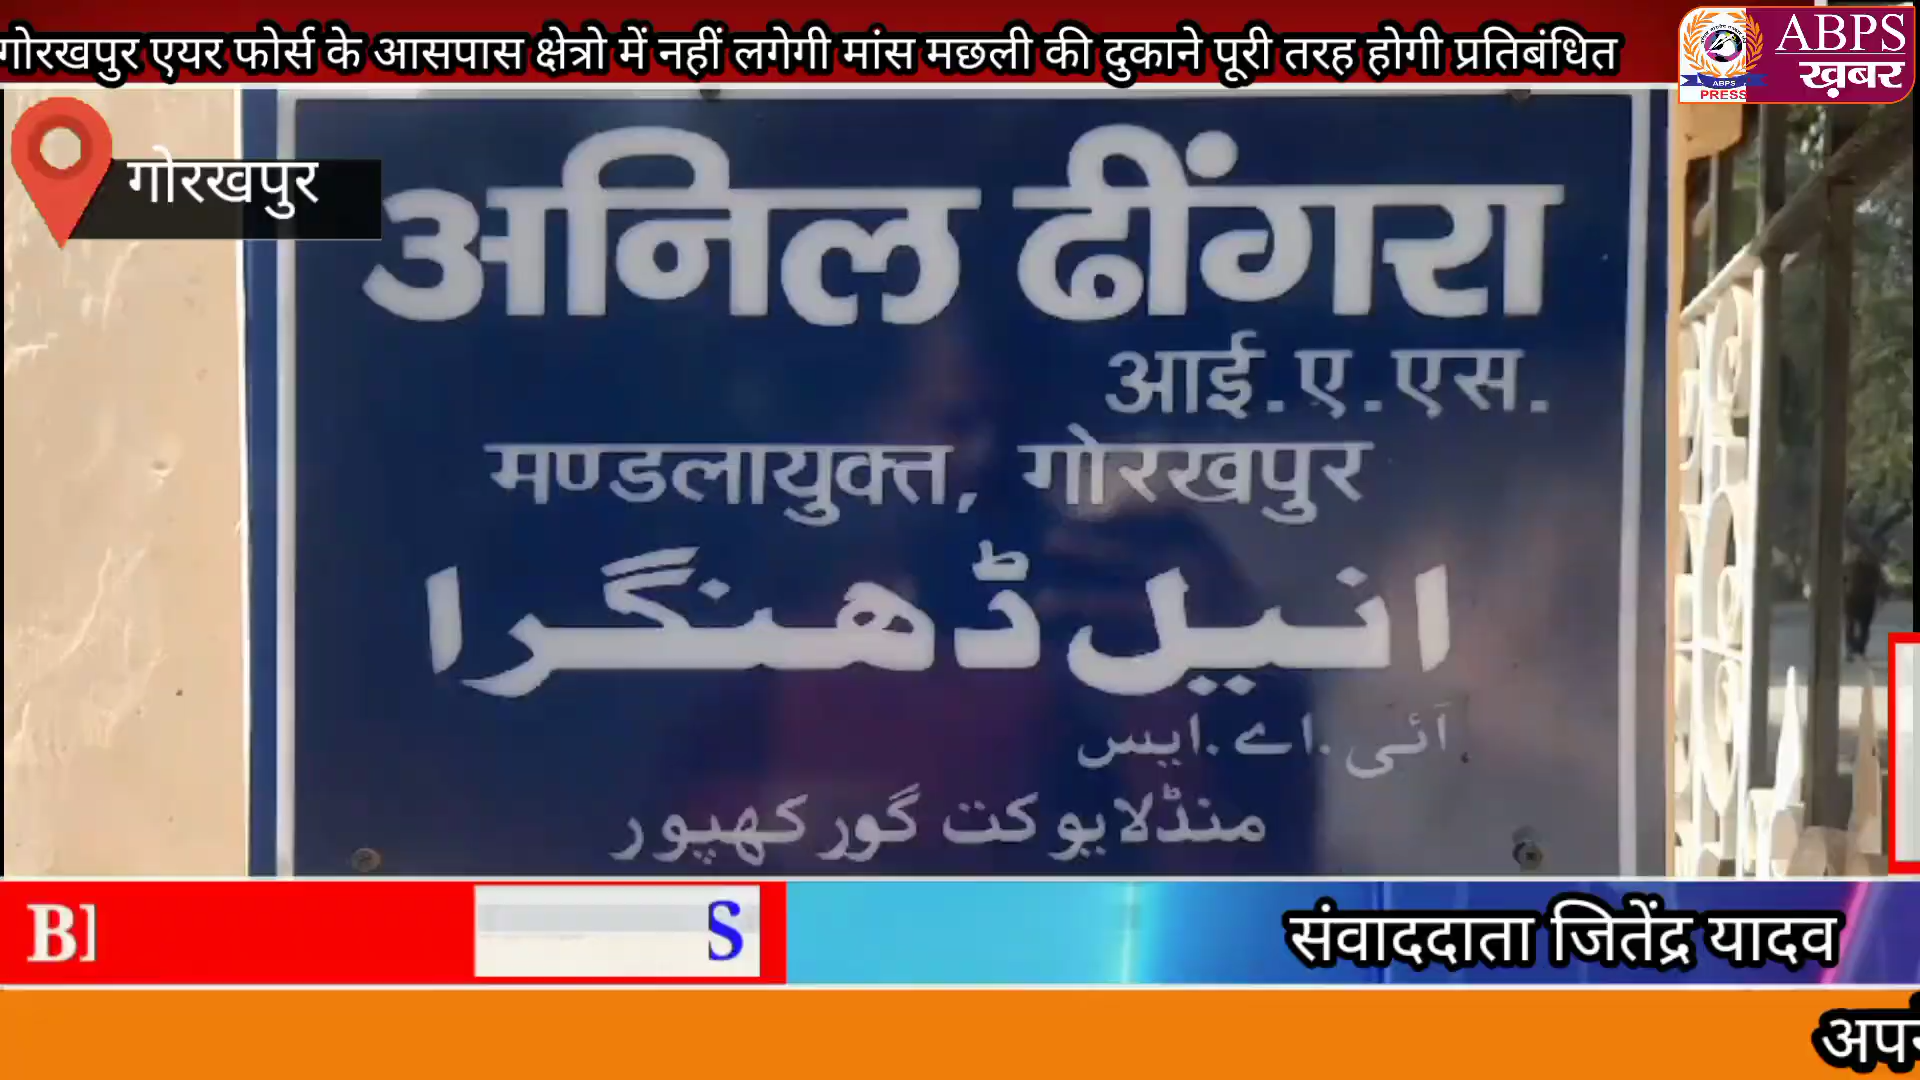 गोरखपुर एयर फोर्स के आसपास क्षेत्रो में नहीं लगेगी मांस मछली की दुकाने पूरी तरह होगी प्रतिबंधित
ABPS
ख़बर
ABPS
PRESS
गोरखपुर
अनिल ढींगरा
आई.ए.एस.
मण्डलायुक्त, गोरखपुर
انیل ڈھنگرا
آئی.اے.ایس
منڈلایوکت گورکھپور
B
S
संवाददाता जितेंद्र यादव